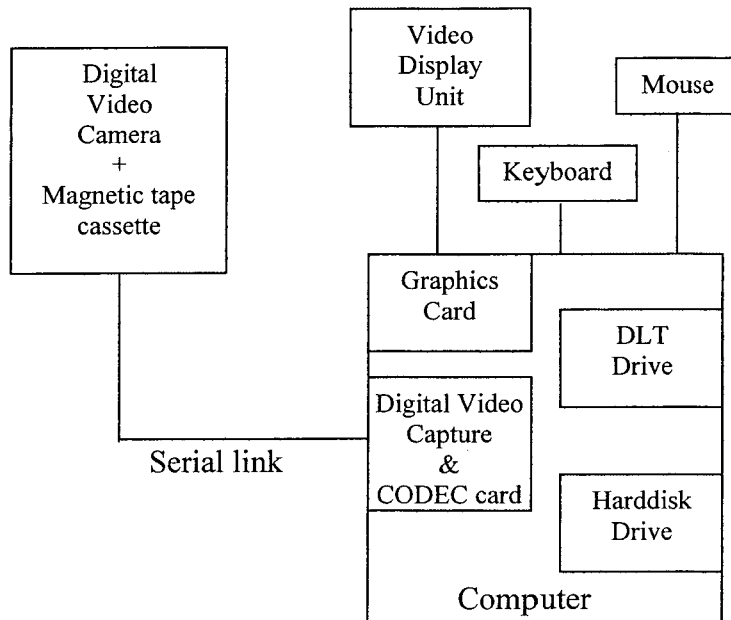 Digital
Video
Camera
+
Magnetic tape
cassette
Video
Display
Unit
Mouse
Keyboard
Graphics
Card
DLT
Drive
Digital Video
Capture
&
CODEC card
Serial link
Harddisk
Drive
Computer